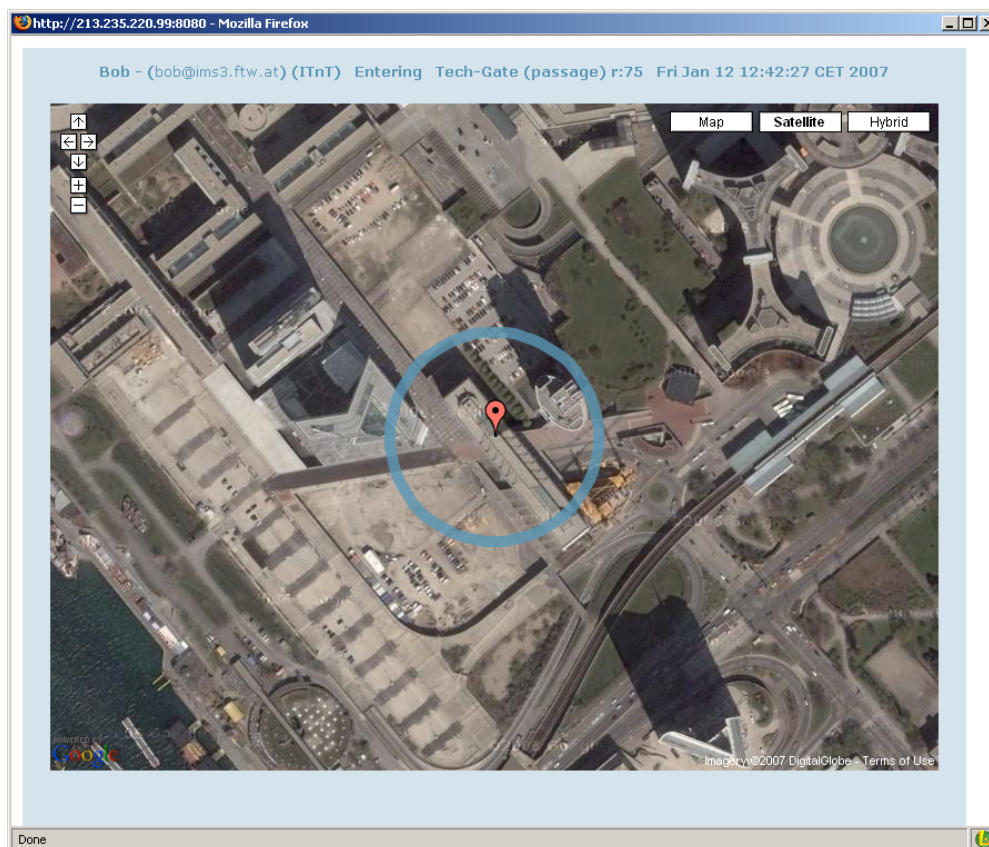 http://213.235.220.99:8080 - Mozilla Firefox
Bob - (bob@ims3.ftw.at) (ITnT) Entering Tech-Gate (passage) r:75 Fri Jan 12 12:42:27 CET 2007
Map Satellite Hybrid
POWERED BY
Google
Imagery ©2007 DigitalGlobe - Terms of Use
Done